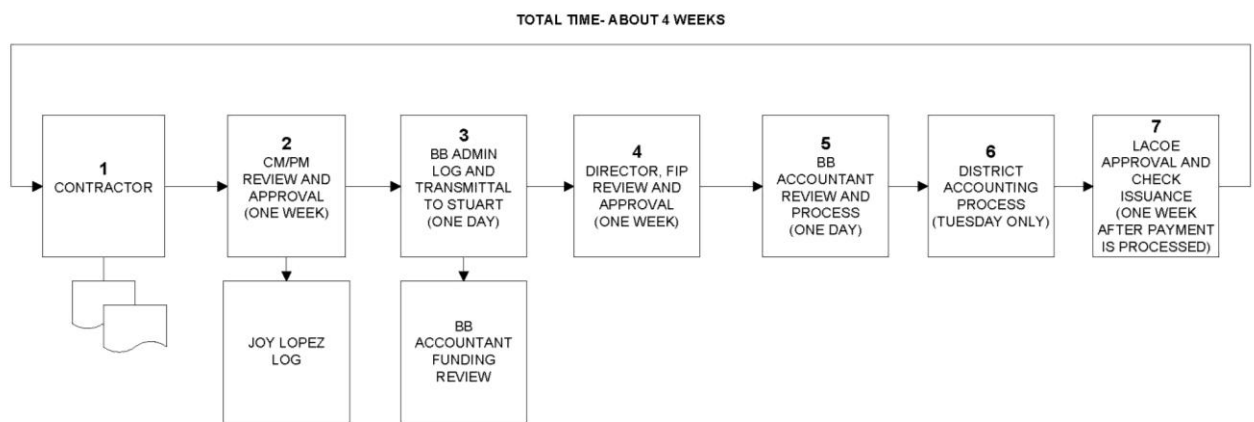 TOTAL TIME- ABOUT 4 WEEKS
1
CONTRACTOR
2
CM/PM
REVIEW AND
APPROVAL
(ONE WEEK)
3
BB ADMIN
LOG AND
TRANSMITTAL
TO STUART
(ONE DAY)
4
DIRECTOR, FIP
REVIEW AND
APPROVAL
(ONE WEEK)
5
BB
ACCOUNTANT
REVIEW AND
PROCESS
(ONE DAY)
6
DISTRICT
ACCOUNTING
PROCESS
(TUESDAY ONLY)
7
LACOE
APPROVAL AND
CHECK
ISSUANCE
(ONE WEEK
AFTER PAYMENT
IS PROCESSED)
JOY LOPEZ
LOG
BB
ACCOUNTANT
FUNDING
REVIEW